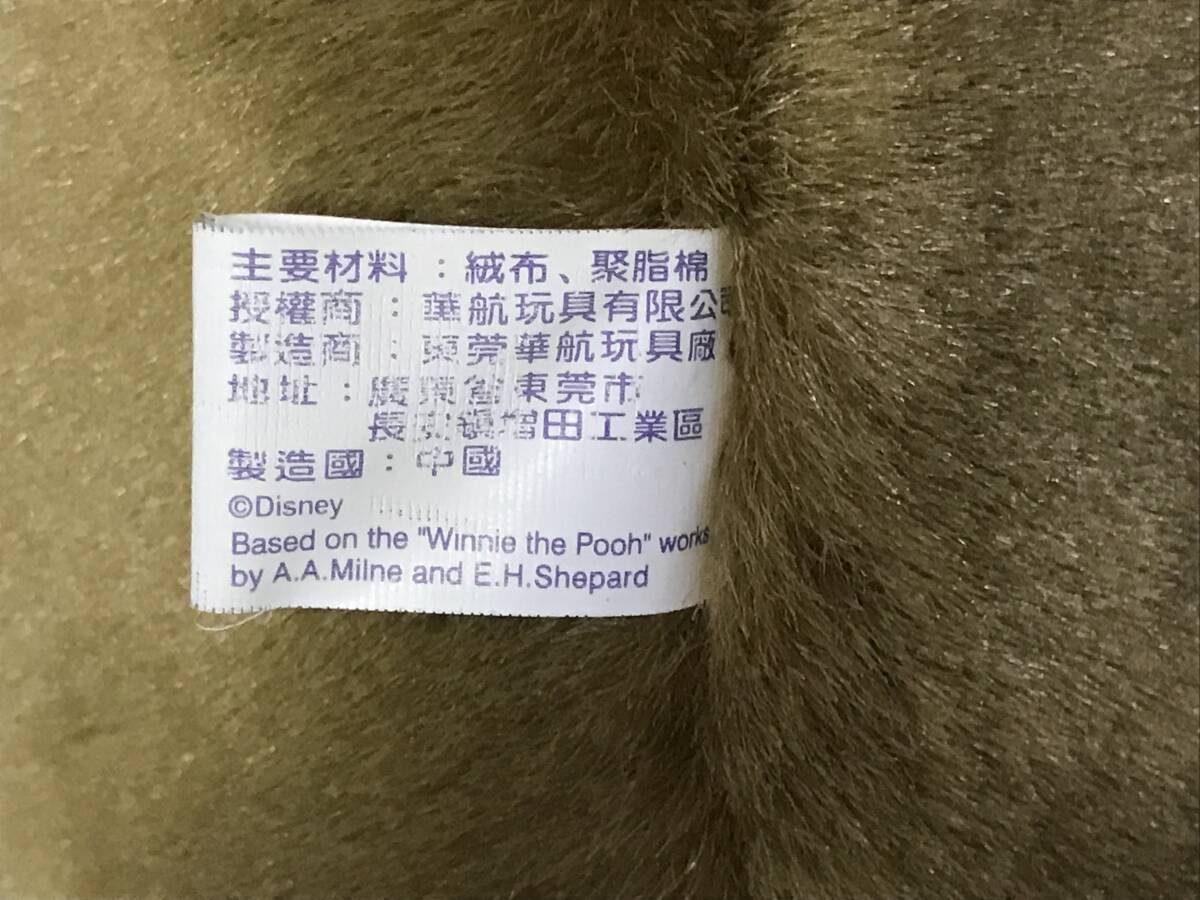 主要材料：絨布、聚脂棉
授權商：華航玩具有限公司
製造商：東莞華航玩具廠
地址：廣東省東莞市
長安鎮增田工業區
製造國：中國
©Disney
Based on the "Winnie the Pooh" works
by A.A.Milne and E.H.Shepard